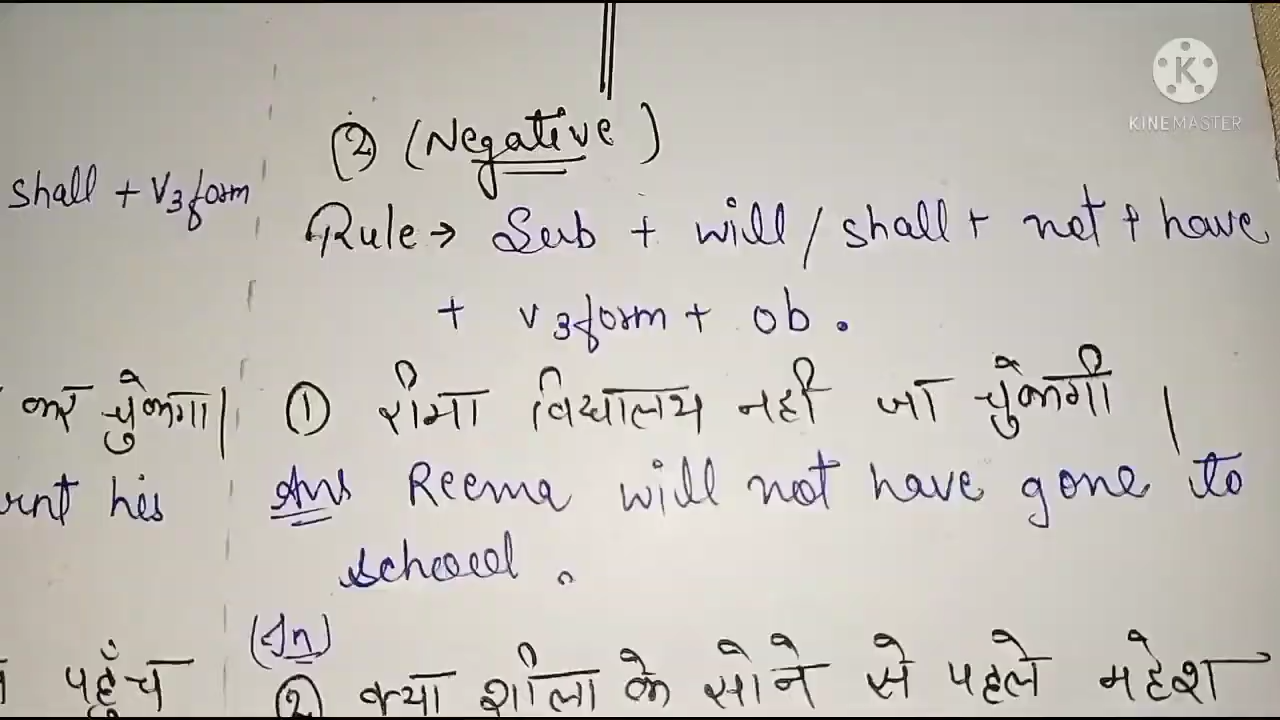 KINEMASTER
(2) (Negative)
shall + V3 form
Rule → Sub + will / shall + not + have
+ V3 form + ob .
कर चुकेगा।
① रीमा विद्यालय नहीं जा चुकेगी ।
his
Ans Reema will not have gone to
school .
(In)
पहुँच
② क्या शीला के सोने से पहले महेश